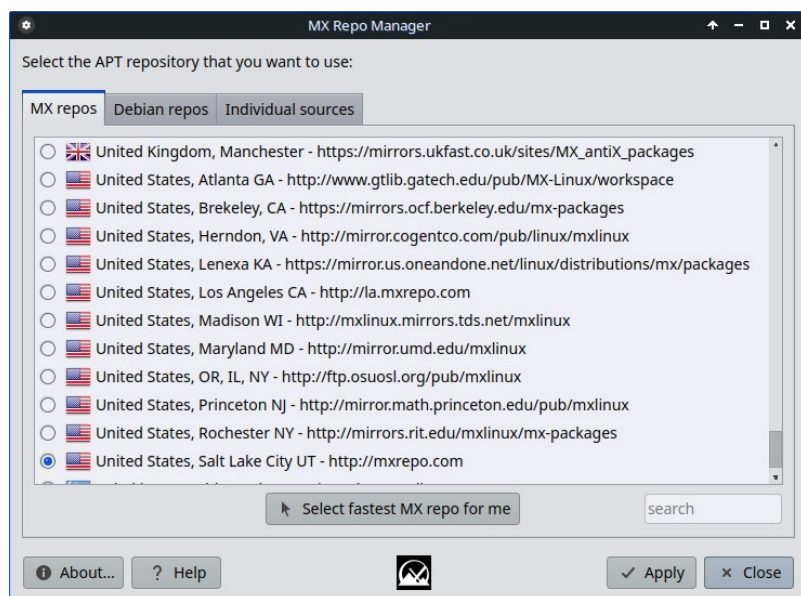 MX Repo Manager
Select the APT repository that you want to use:
MX repos Debian repos Individual sources
United Kingdom, Manchester - https://mirrors.ukfast.co.uk/sites/MX_antiX_packages
United States, Atlanta GA - http://www.gtlib.gatech.edu/pub/MX-Linux/workspace
United States, Brekeley, CA - https://mirrors.ocf.berkeley.edu/mx-packages
United States, Herndon, VA - http://mirror.cogentco.com/pub/linux/mxlinux
United States, Lenexa KA - https://mirror.us.oneandone.net/linux/distributions/mx/packages
United States, Los Angeles CA - http://la.mxrepo.com
United States, Madison WI - http://mxlinux.mirrors.tds.net/mxlinux
United States, Maryland MD - http://mirror.umd.edu/mxlinux
United States, OR, IL, NY - http://ftp.osuosl.org/pub/mxlinux
United States, Princeton NJ - http://mirror.math.princeton.edu/pub/mxlinux
United States, Rochester NY - http://mirrors.rit.edu/mxlinux/mx-packages
United States, Salt Lake City UT - http://mxrepo.com
Select fastest MX repo for me search
About... ? Help Apply Close